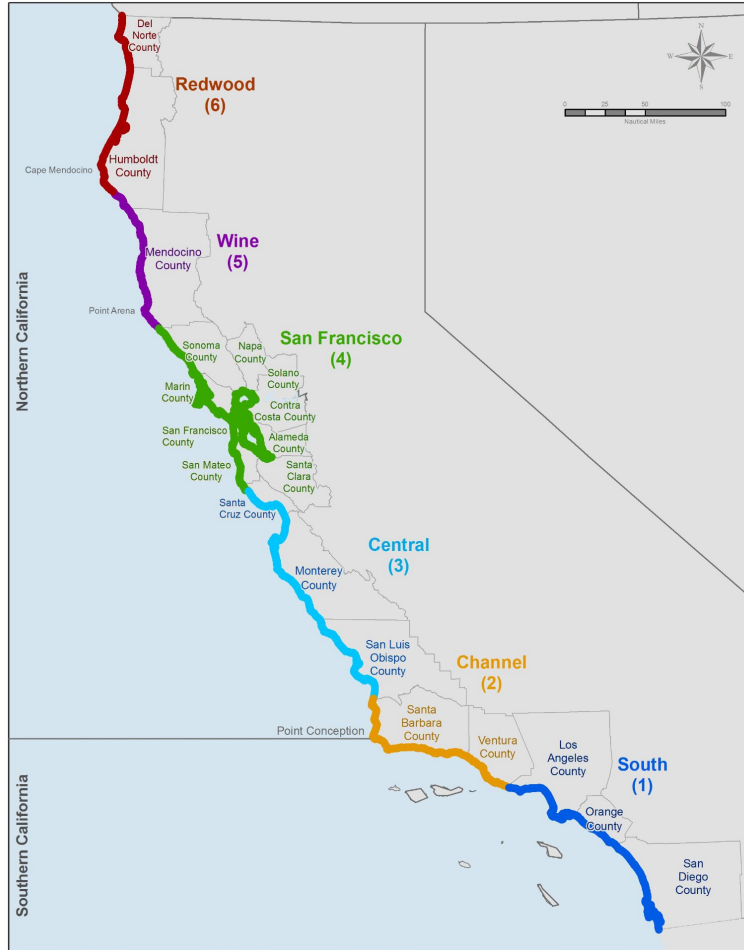 Del
Norte
County
N
W
E
S
Redwood
(6)
0
25
50
100
Nautical Miles
Cape Mendocino
Humboldt
County
Wine
(5)
Mendocino
County
Northern California
Point Arena
San Francisco
(4)
Sonoma
County
Napa
County
Solano
County
Marin
County
Contra
Costa County
San Francisco
County
Alameda
County
San Mateo
County
Santa
Clara
County
Santa
Cruz County
Central
(3)
Monterey
County
San Luis
Obispo
County
Channel
(2)
Santa
Barbara
County
Point Conception
Ventura
County
Los
Angeles
County
South
(1)
Orange
County
Southern California
San
Diego
County